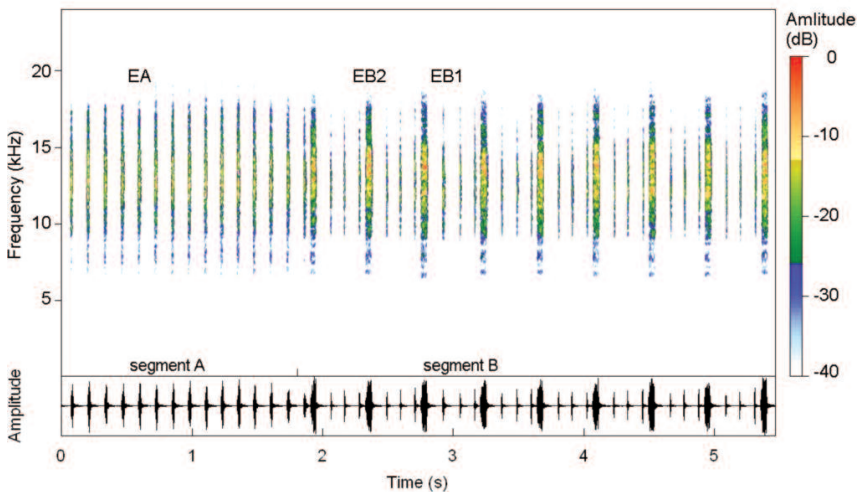 Amlitude
(dB)
20
EA
EB2
EB1
0
-10
15
Frequency (kHz)
10
-20
5
-30
segment A
segment B
-40
Amplitude
0
1
2
3
4
5
Time (s)